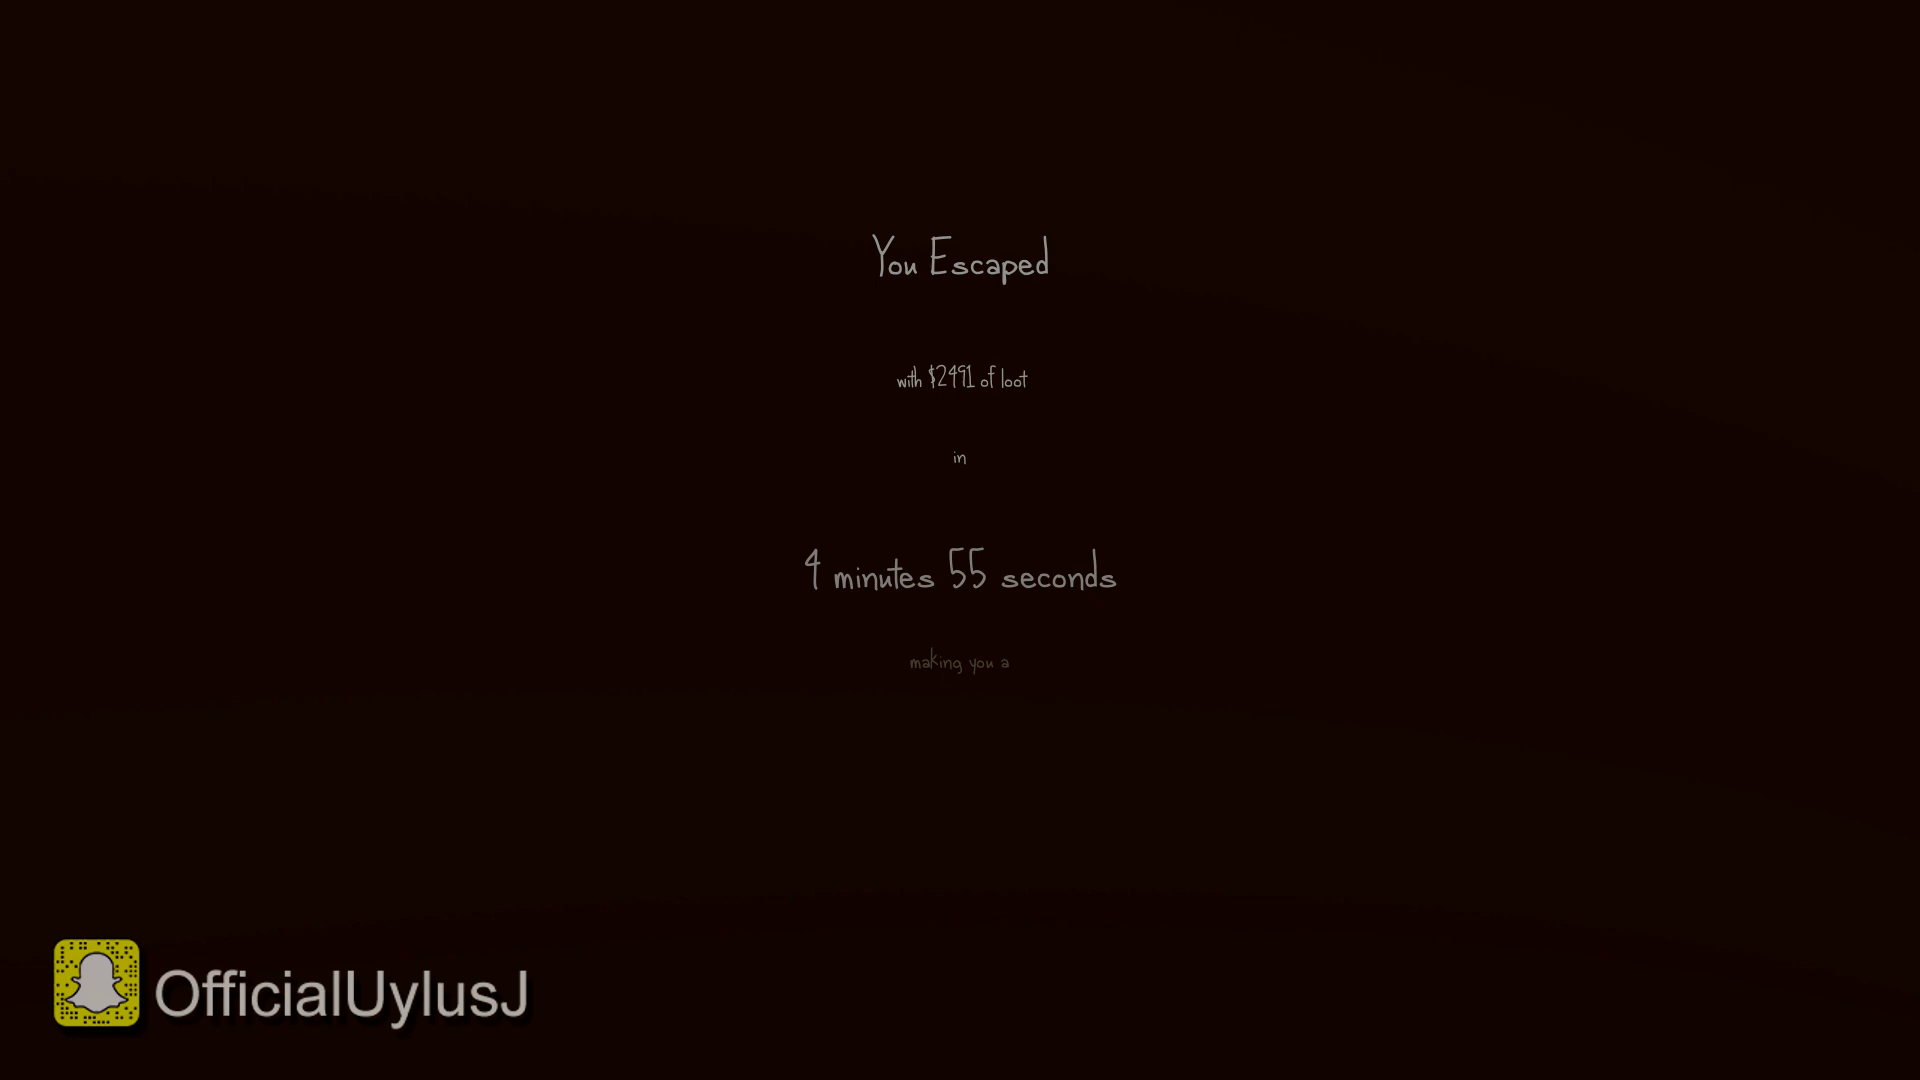 You Escaped
with $2491 of loot
in
4 minutes 55 seconds
making you a
OfficialUylusJ